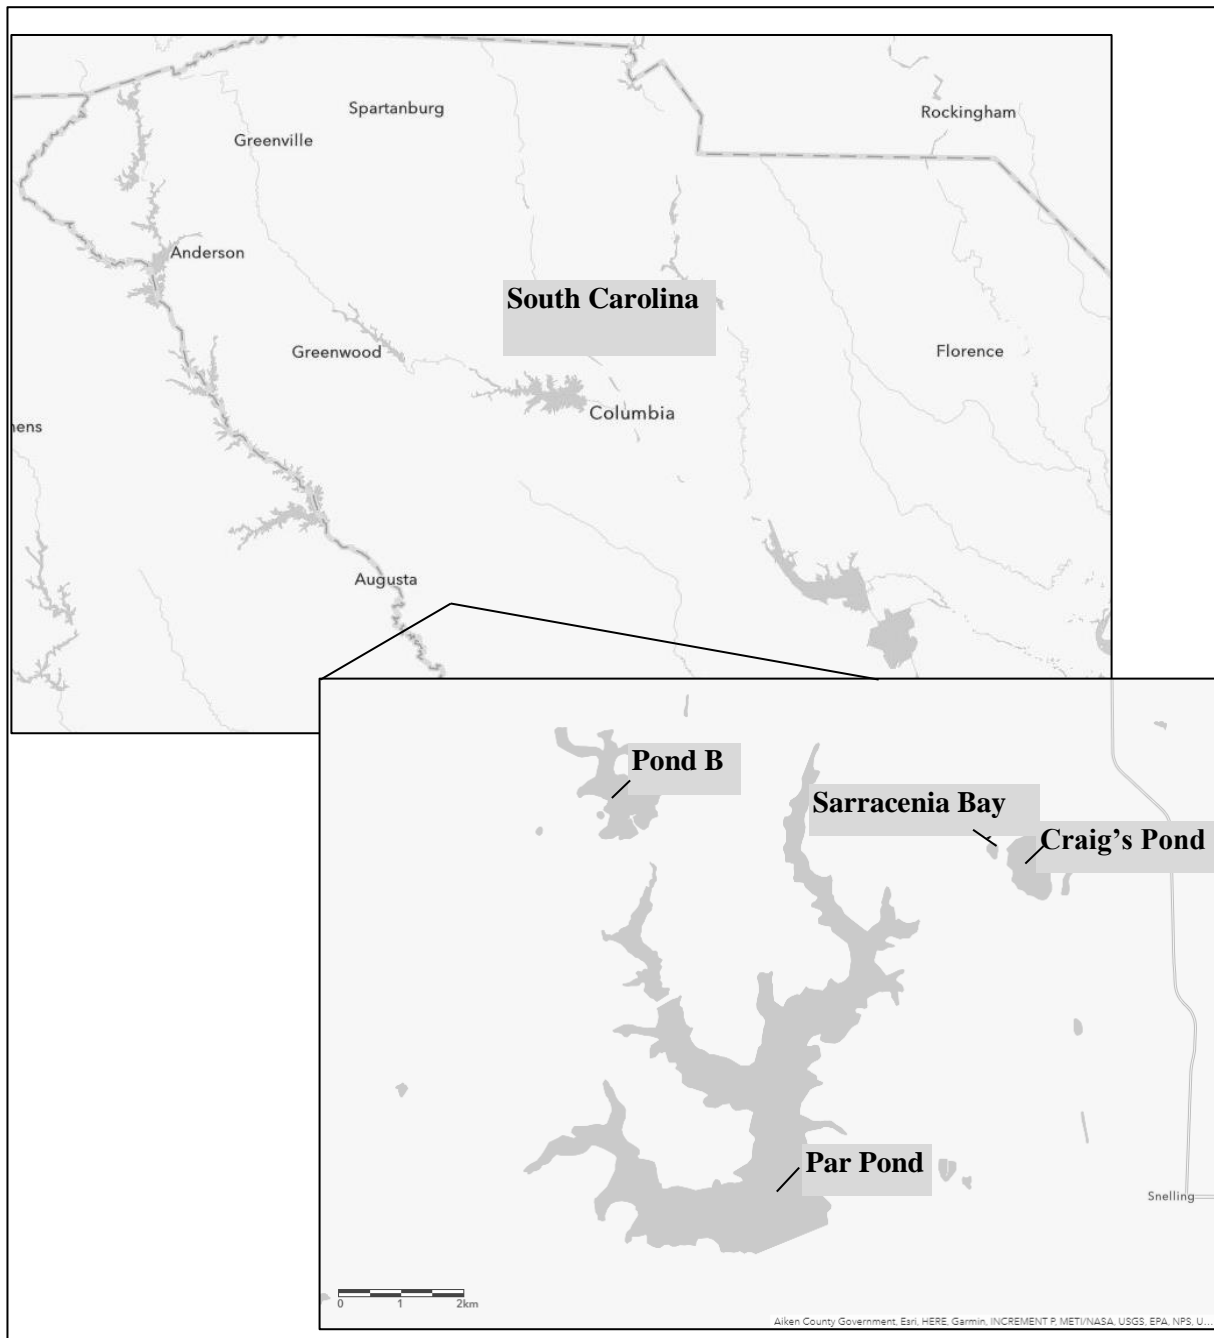 Spartanburg
Rockingham
Greenville
Anderson
South Carolina
Greenwood
Florence
Columbia
ens
Augusta
Pond B
Sarracenia Bay
Craig’s Pond
Par Pond
Snelling
0 1 2km
Aiken County Government, Esri, HERE, Garmin, INCREMENT P, METI/NASA, USGS, EPA, NPS, U...